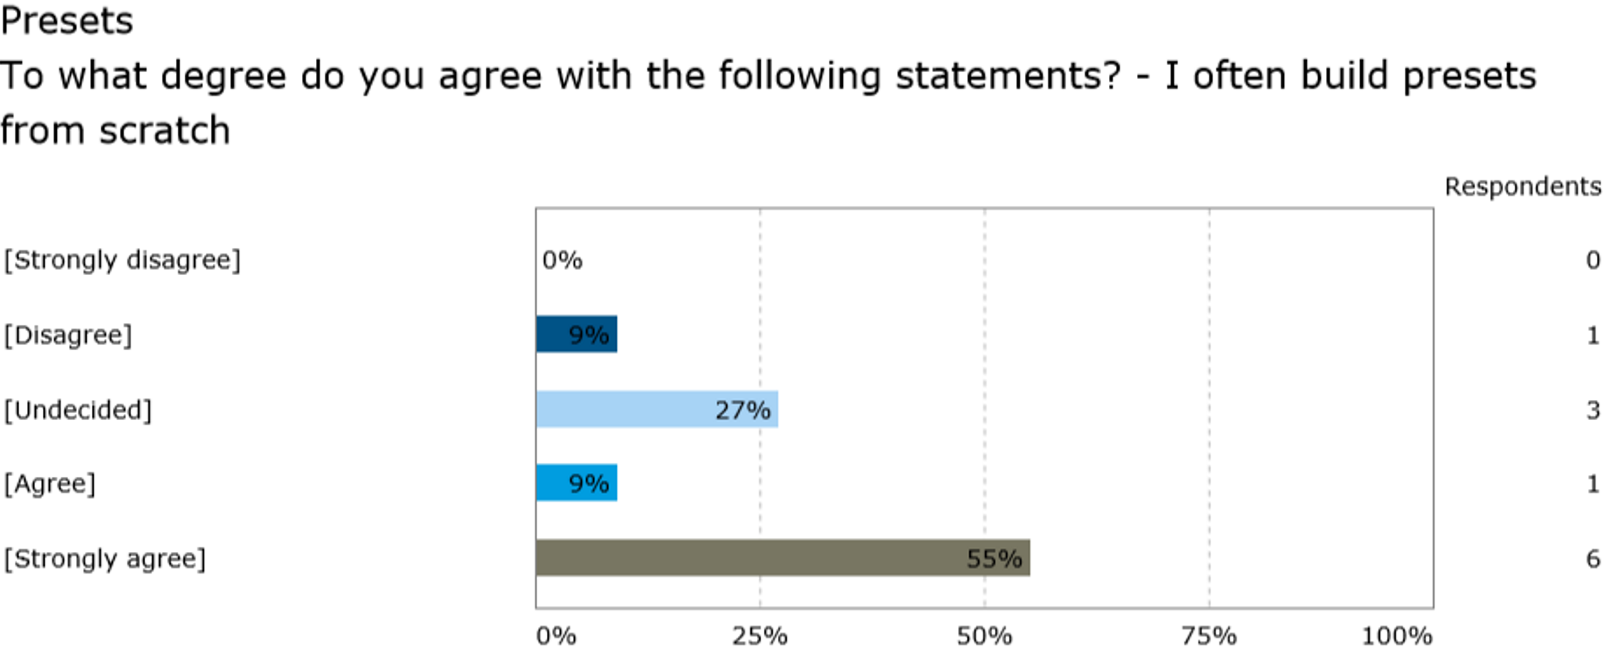 Presets
To what degree do you agree with the following statements? - I often build presets
from scratch
Respondents
[Strongly disagree] 0% 0
[Disagree] 9% 1
[Undecided] 27% 3
[Agree] 9% 1
[Strongly agree] 55% 6
0% 25% 50% 75% 100%